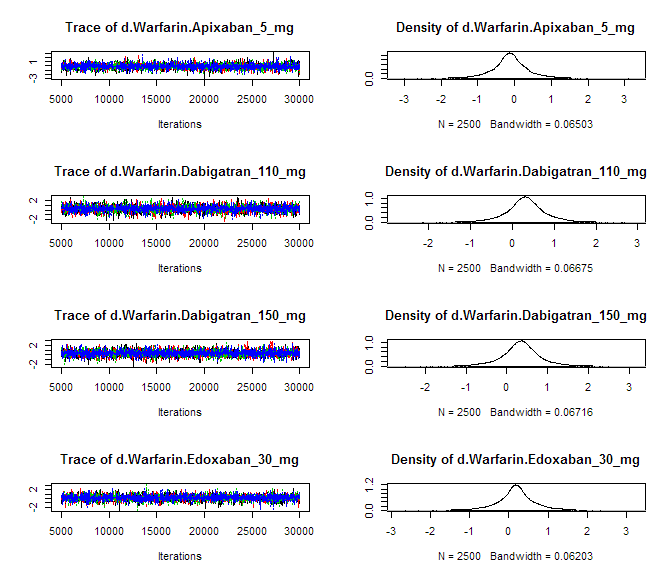 Trace of d.Warfarin.Apixaban_5_mg
-3 1
5000 10000 15000 20000 25000 30000
Iterations
Density of d.Warfarin.Apixaban_5_mg
0.0
-3 -2 -1 0 1 2 3
N = 2500 Bandwidth = 0.06503
Trace of d.Warfarin.Dabigatran_110_mg
-2 2
5000 10000 15000 20000 25000 30000
Iterations
Density of d.Warfarin.Dabigatran_110_mg
0.0 1.0
-2 -1 0 1 2 3
N = 2500 Bandwidth = 0.06675
Trace of d.Warfarin.Dabigatran_150_mg
-2 2
5000 10000 15000 20000 25000 30000
Iterations
Density of d.Warfarin.Dabigatran_150_mg
0.0 1.0
-2 -1 0 1 2 3
N = 2500 Bandwidth = 0.06716
Trace of d.Warfarin.Edoxaban_30_mg
-2 2
5000 10000 15000 20000 25000 30000
Iterations
Density of d.Warfarin.Edoxaban_30_mg
0.0 1.2
-3 -2 -1 0 1 2 3
N = 2500 Bandwidth = 0.06203